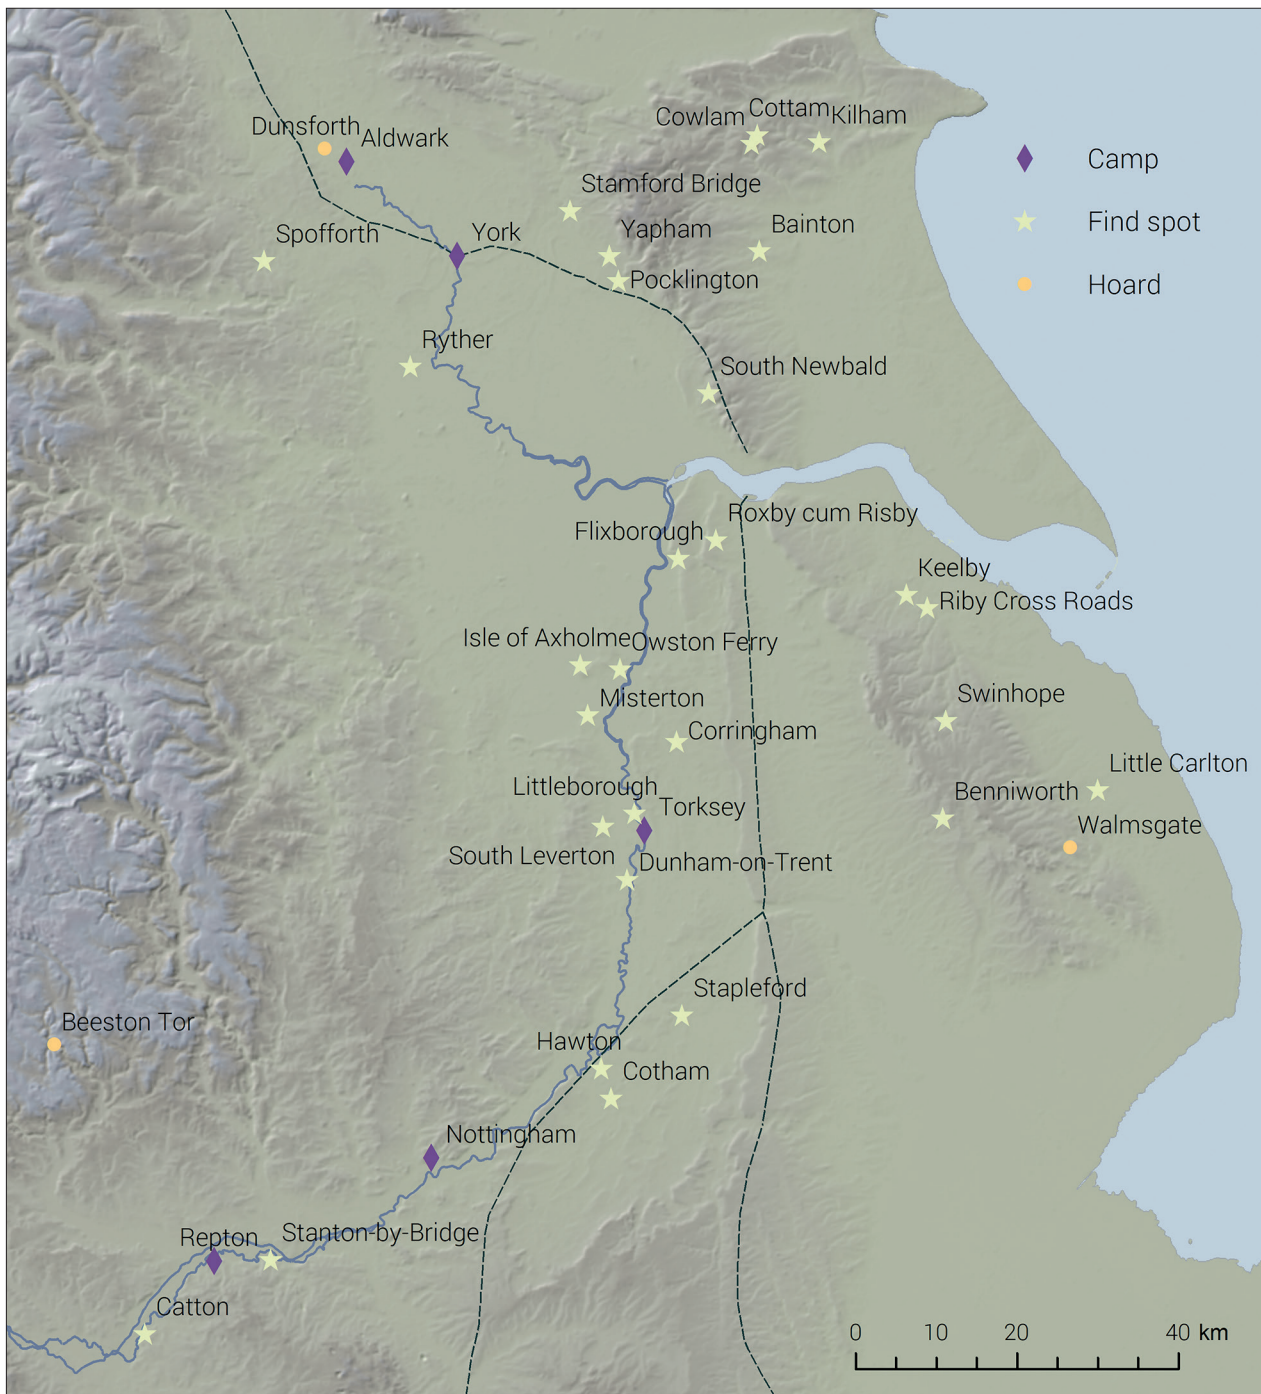 Cowlam
Cottam
Kilham
Dunsforth
Aldwark
Camp
Stamford Bridge
Find spot
Spofforth
York
Yapham
Bainton
Pocklington
Hoard
Ryther
South Newbald
Roxby cum Risby
Flixborough
Keelby
Riby Cross Roads
Isle of Axholme
Owston Ferry
Misterton
Swinhope
Corringham
Little Carlton
Littleborough
Torksey
Benniworth
Walmsgate
South Leverton
Dunham-on-Trent
Stapleford
Beeston Tor
Hawton
Cotham
Nottingham
Repton
Stanton-by-Bridge
Catton
0 10 20 40 km